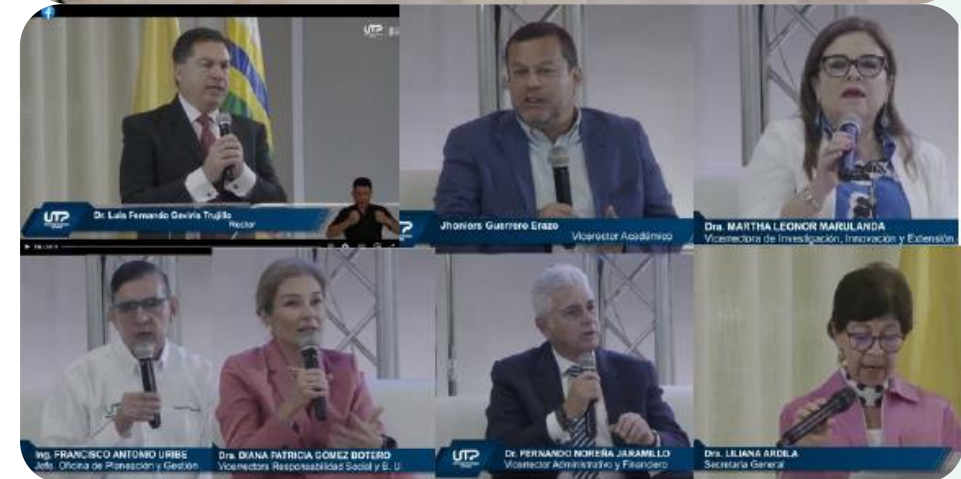 UTP
UTP
Dr. Luis Fernando Gaviria Trujillo
Rector
Jhoniers Guerrero Erazo
Vicerector Académico
Dra. MARTHA LEONOR MARULANDA
Vicerrectora de Investigación, Innovación y Extensión
Ing. FRANCISCO ANTONIO URIBE
Jefe. Oficina de Planeación y Gestión
Dra. DIANA PATRICIA GÓMEZ BOTERO
Vicerrectora Responsabilidad Social y B. U
UTP
Dr. FERNANDO NOREÑA JARAMILLO
Vicerrector Administrativo y Financiero
Dra. LILIANA ARDILA
Secretaria General